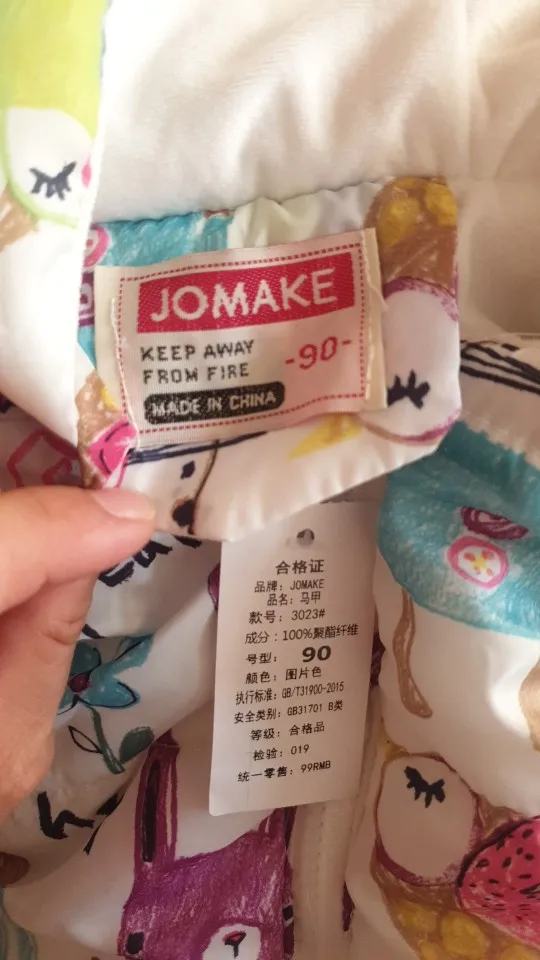 JOMAKE
KEEP AWAY
FROM FIRE
-90-
MADE IN CHINA
合格证
品牌: JOMAKE
品名: 马甲
款号: 3023#
成分: 100%聚酯纤维
号型: 90
颜色: 图片色
执行标准: GB/T31900-2015
安全类别: GB31701 B类
等级: 合格品
检验: 019
统一零售: 99RMB